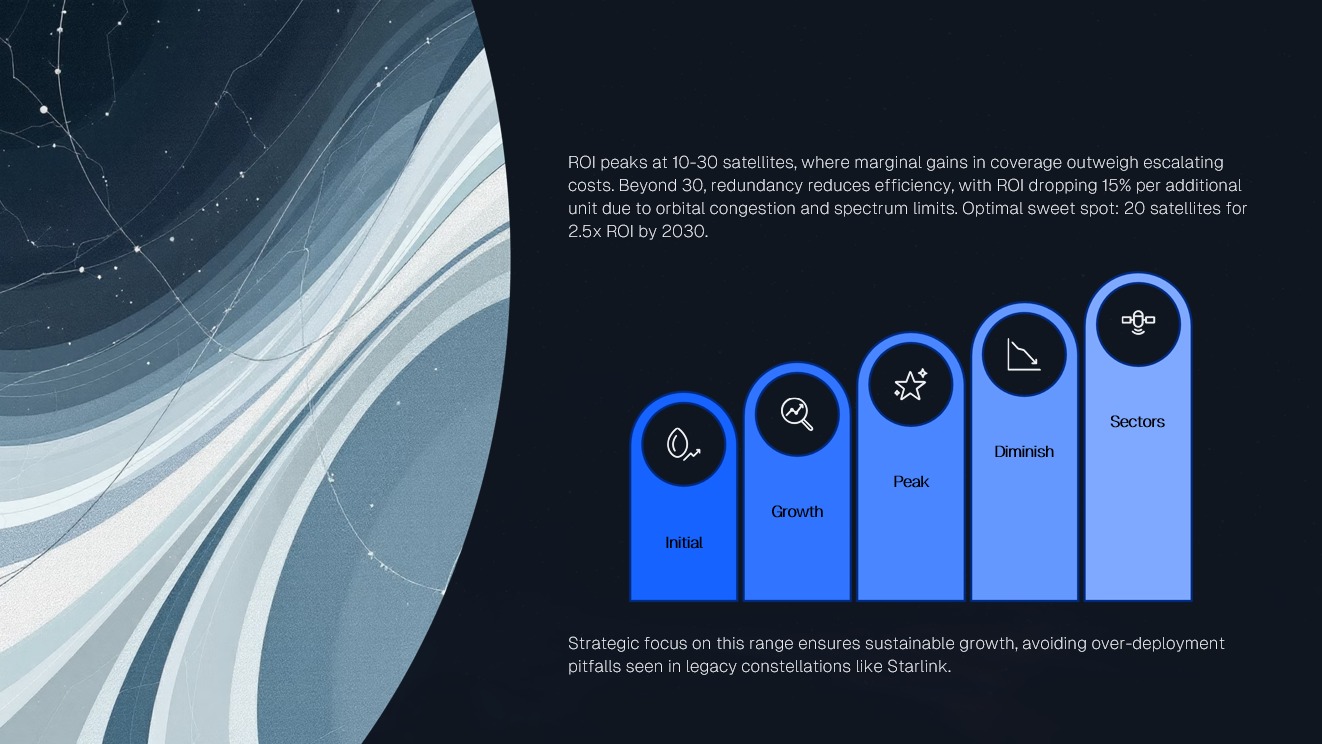 ROI peaks at 10-30 satellites, where marginal gains in coverage outweigh escalating
costs. Beyond 30, redundancy reduces efficiency, with ROI dropping 15% per additional
unit due to orbital congestion and spectrum limits. Optimal sweet spot: 20 satellites for
2.5x ROI by 2030.
Initial
Growth
Peak
Diminish
Sectors
Strategic focus on this range ensures sustainable growth, avoiding over-deployment
pitfalls seen in legacy constellations like Starlink.